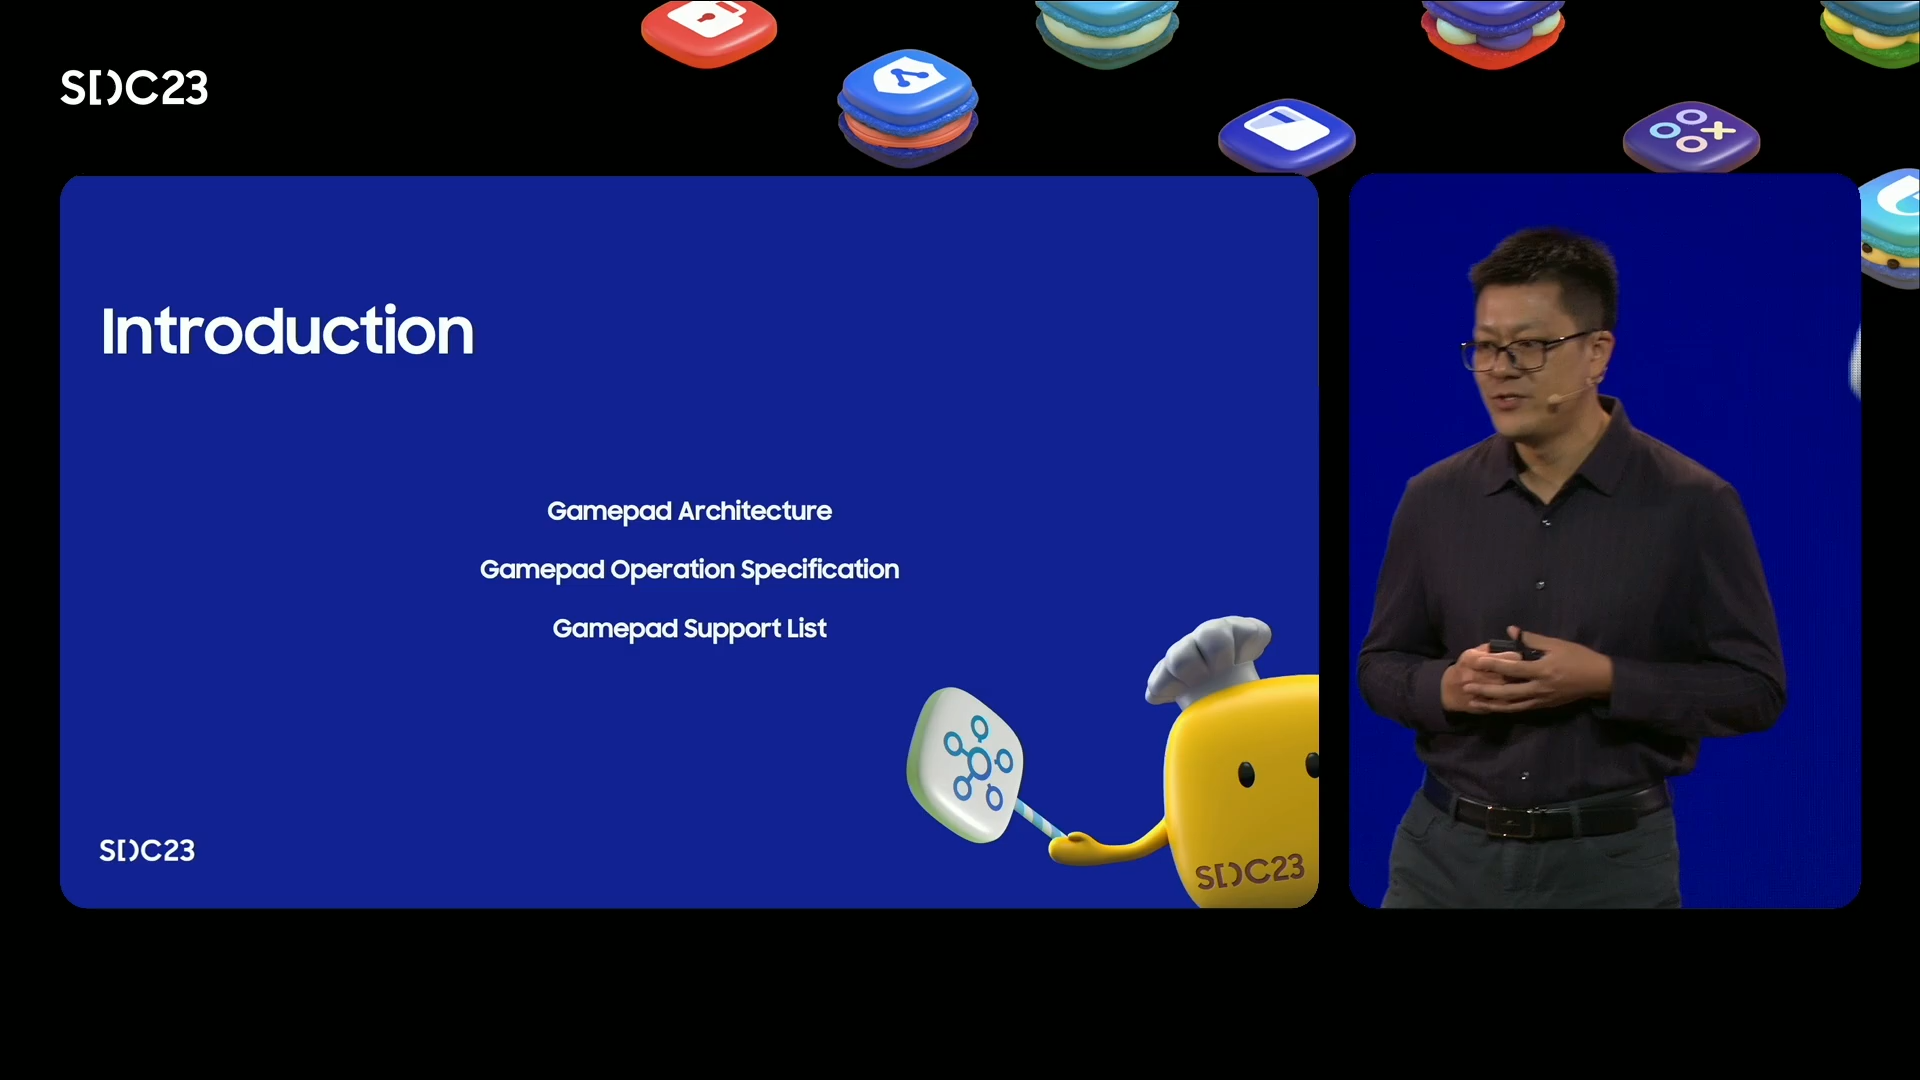 SDC23
Introduction
Gamepad Architecture
Gamepad Operation Specification
Gamepad Support List
SDC23
SDC23